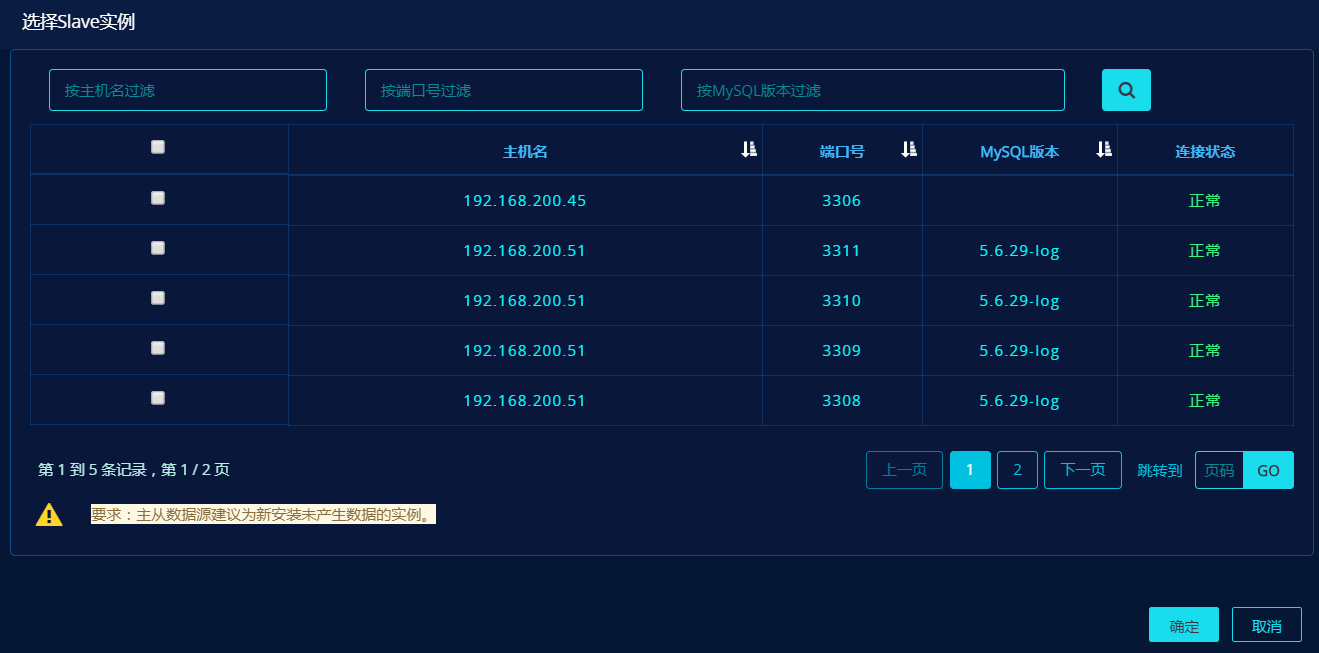 选择Slave实例
按主机名过滤 按端口号过滤 按MySQL版本过滤
主机名 端口号 MySQL版本 连接状态
192.168.200.45 3306 正常
192.168.200.51 3311 5.6.29-log 正常
192.168.200.51 3310 5.6.29-log 正常
192.168.200.51 3309 5.6.29-log 正常
192.168.200.51 3308 5.6.29-log 正常
第 1 到 5 条记录，第 1 / 2 页 上一页 1 2 下一页 跳转到 页码 GO
要求：主从数据源建议为新安装未产生数据的实例。
确定 取消